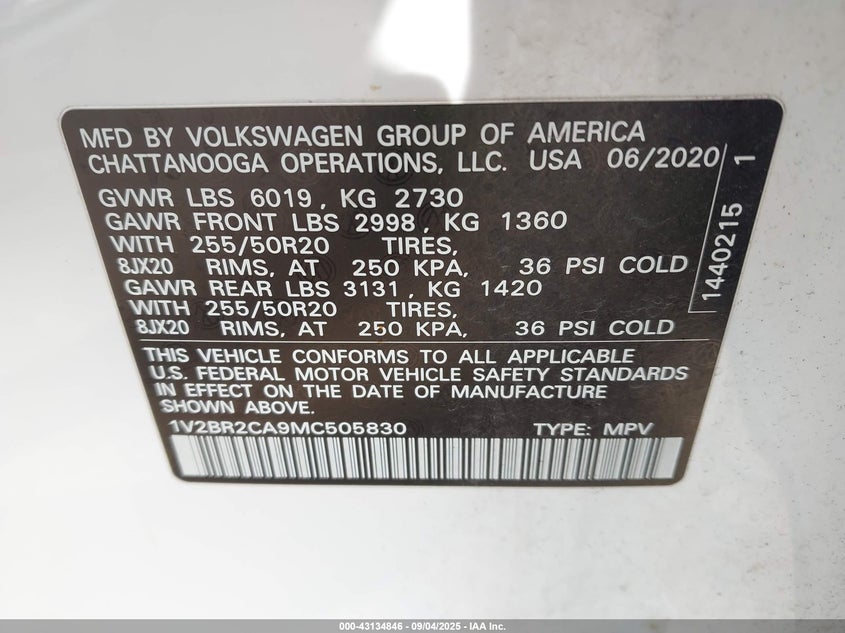 MFD BY VOLKSWAGEN GROUP OF AMERICA
CHATTANOOGA OPERATIONS, LLC. USA 06/2020
GVWR LBS 6019, KG 2730
GAWR FRONT LBS 2998, KG 1360
WITH 255/50R20 TIRES,
8JX20 RIMS, AT 250 KPA, 36 PSI COLD
GAWR REAR LBS 3131, KG 1420
WITH 255/50R20 TIRES,
8JX20 RIMS, AT 250 KPA, 36 PSI COLD
1440215 1
THIS VEHICLE CONFORMS TO ALL APPLICABLE
U.S. FEDERAL MOTOR VEHICLE SAFETY STANDARDS
IN EFFECT ON THE DATE OF MANUFACTURE
SHOWN ABOVE.
1V2BR2CA9MC505830 TYPE: MPV
000-43134846 - 09/04/2025 - IAA Inc.